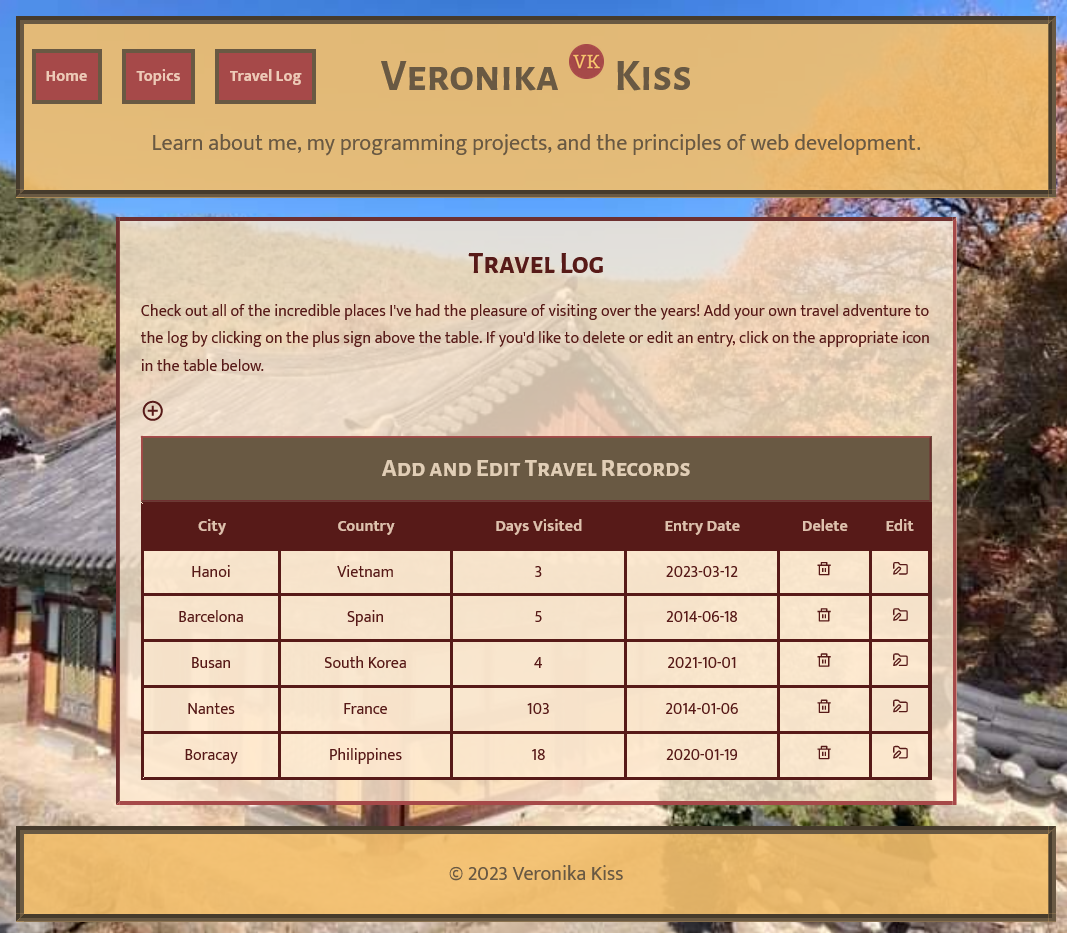 Home Topics Travel Log Veronika VK Kiss
Learn about me, my programming projects, and the principles of web development.
Travel Log
Check out all of the incredible places I've had the pleasure of visiting over the years! Add your own travel adventure to
the log by clicking on the plus sign above the table. If you'd like to delete or edit an entry, click on the appropriate icon
in the table below.
Add and Edit Travel Records
City Country Days Visited Entry Date Delete Edit
Hanoi Vietnam 3 2023-03-12
Barcelona Spain 5 2014-06-18
Busan South Korea 4 2021-10-01
Nantes France 103 2014-01-06
Boracay Philippines 18 2020-01-19
© 2023 Veronika Kiss